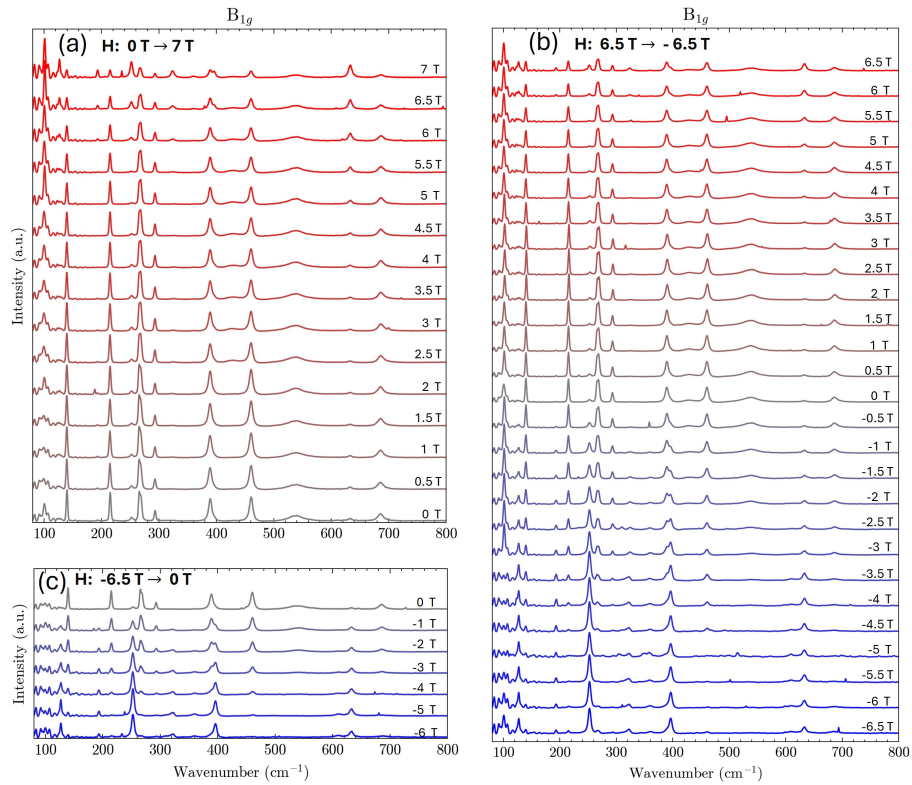 B1g
(a) H: 0 T → 7 T
7 T
6.5 T
6 T
5.5 T
5 T
4.5 T
4 T
3.5 T
3 T
2.5 T
2 T
1.5 T
1 T
0.5 T
0 T
100 200 300 400 500 600 700 800
Intensity (a.u.)
(c) H: -6.5 T → 0 T
0 T
-1 T
-2 T
-3 T
-4 T
-5 T
-6 T
100 200 300 400 500 600 700 800
Intensity (a.u.)
Wavenumber (cm⁻¹)
B1g
(b) H: 6.5 T → - 6.5 T
6.5 T
6 T
5.5 T
5 T
4.5 T
4 T
3.5 T
3 T
2.5 T
2 T
1.5 T
1 T
0.5 T
0 T
-0.5 T
-1 T
-1.5 T
-2 T
-2.5 T
-3 T
-3.5 T
-4 T
-4.5 T
-5 T
-5.5 T
-6 T
-6.5 T
100 200 300 400 500 600 700 800
Wavenumber (cm⁻¹)